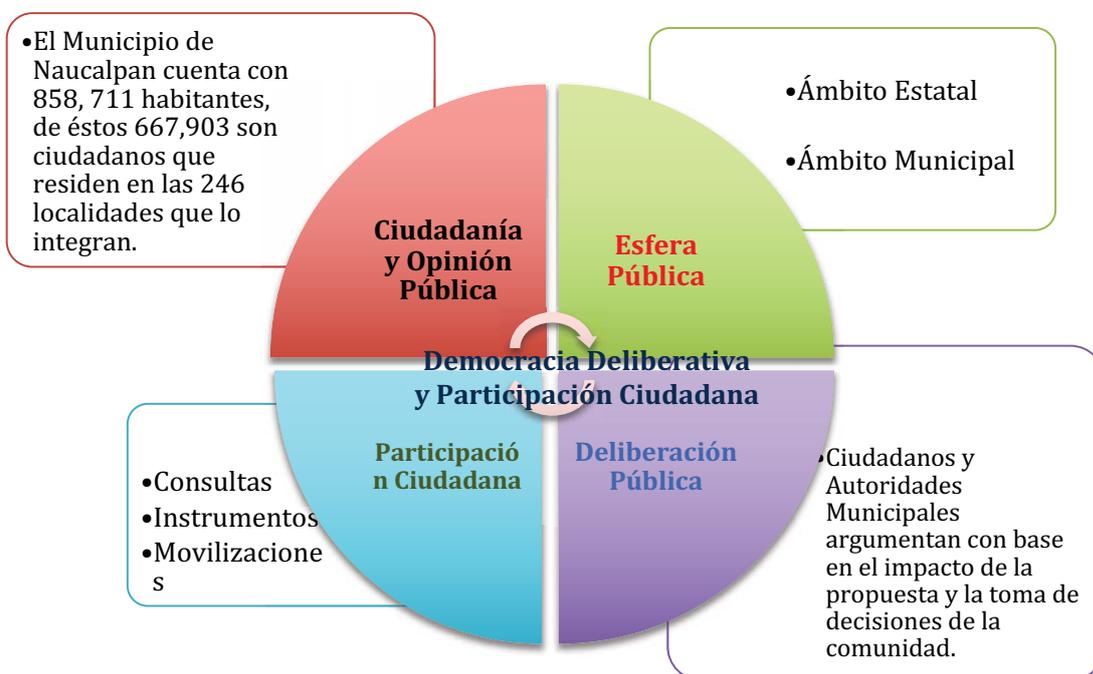 •El Municipio de
Naucalpan cuenta con
858, 711 habitantes,
de éstos 667,903 son
ciudadanos que
residen en las 246
localidades que lo
integran.
•Ámbito Estatal
•Ámbito Municipal
Ciudadanía
y Opinión
Pública
Esfera
Pública
Democracia Deliberativa
y Participación Ciudadana
Participació
n Ciudadana
Deliberación
Pública
•Consultas
•Instrumentos
•Movilizacione
s
•Ciudadanos y
Autoridades
Municipales
argumentan con base
en el impacto de la
propuesta y la toma de
decisiones de la
comunidad.